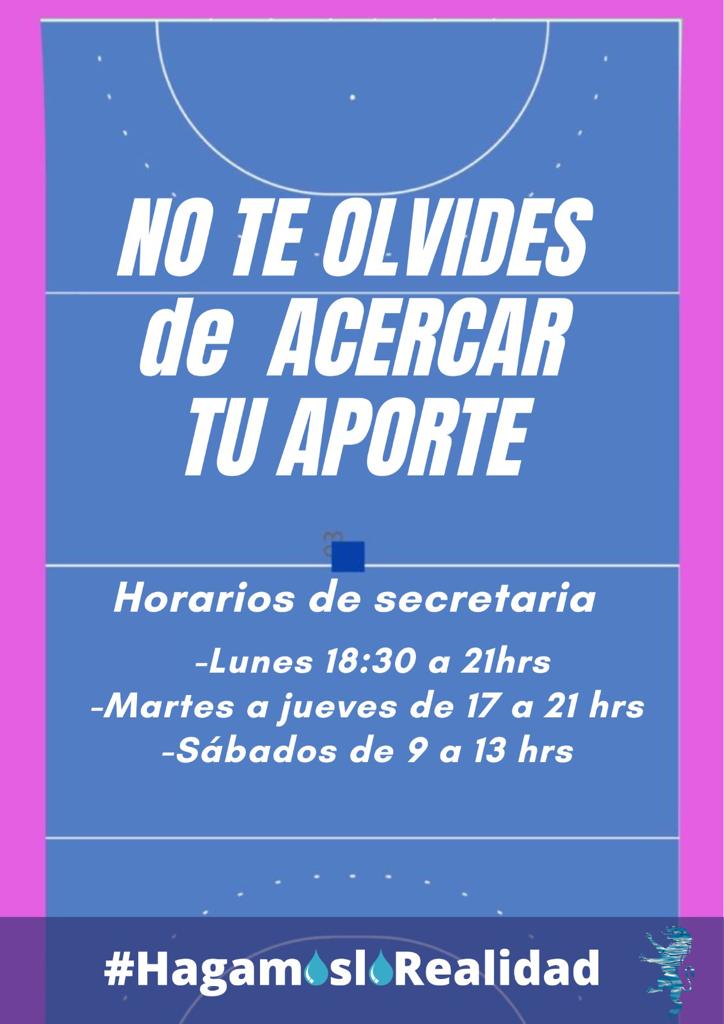 NO TE OLVIDES
de ACERCAR
TU APORTE
Horarios de secretaria
-Lunes 18:30 a 21hrs
-Martes a jueves de 17 a 21 hrs
-Sábados de 9 a 13 hrs
#HagamosloRealidad